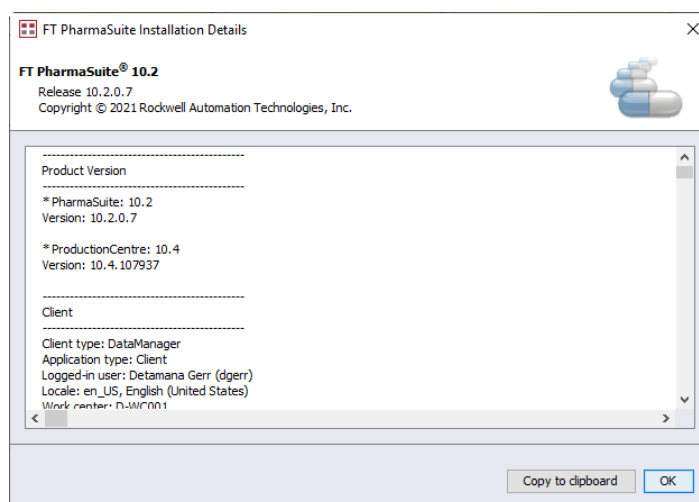 FT PharmaSuite Installation Details
FT PharmaSuite® 10.2
Release 10.2.0.7
Copyright © 2021 Rockwell Automation Technologies, Inc.
----------------------------------------------
Product Version
----------------------------------------------
* PharmaSuite: 10.2
Version: 10.2.0.7
* ProductionCentre: 10.4
Version: 10.4.107937
----------------------------------------------
Client
----------------------------------------------
Client type: DataManager
Application type: Client
Logged-in user: Detamana Gerr (dgerr)
Locale: en_US, English (United States)
Work center: D-WC001
Copy to clipboard
OK